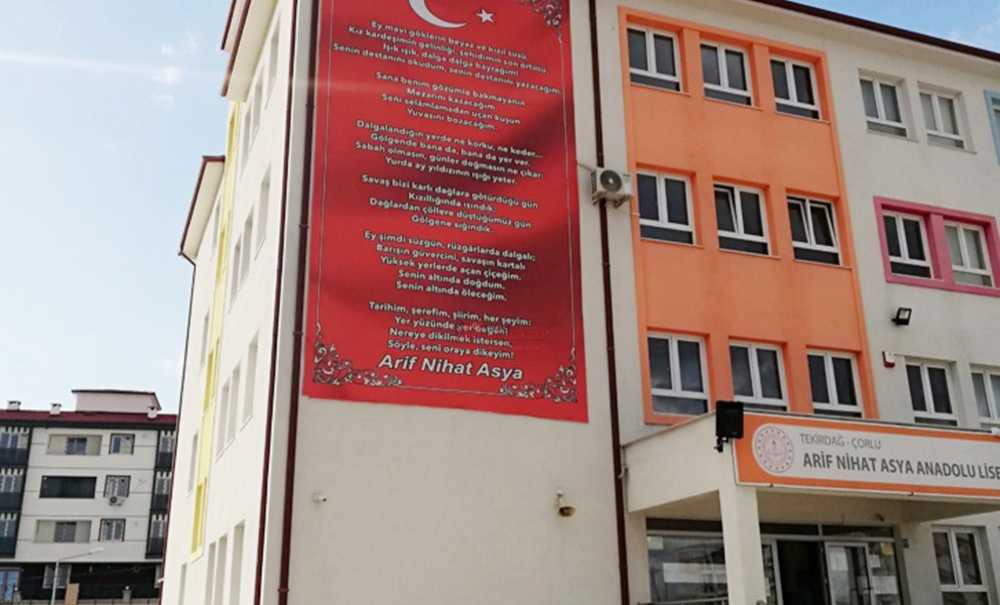 Ey mavi göklerin beyaz ve kızıl süsü,
Kız kardeşimin gelinliği, şehidimin son örtüsü,
Işık ışık, dalga dalga bayrağım!
Senin destanını okudum, senin destanını yazacağım.
Sana benim gözümle bakmayanın
Mezarını kazacağım.
Seni selâmlamadan uçan kuşun
Yuvasını bozacağım.
Dalgalandığın yerde ne korku, ne keder...
Gölgende bana da, bana da yer ver.
Sabah olmasın, günler doğmasın ne çıkar:
Yurda ay yıldızının ışığı yeter.
Savaş bizi karlı dağlara götürdüğü gün
Kızıllığında ısındık.
Dağlardan çöllere düştüğümüz gün
Gölgene sığındık.
Ey şimdi süzgün, rüzgârlarda dalgalı;
Barışın güvercini, savaşın kartalı
Yüksek yerlerde açan çiçeğim.
Senin altında doğdum.
Senin altında öleceğim.
Tarihim, şerefim, şiirim, her şeyim:
Yer yüzünde yer beğen!
Nereye dikilmek istersen,
Söyle, seni oraya dikeyim!
Arif Nihat Asya
TEKİRDAĞ - ÇORLU
ARİF NİHAT ASYA ANADOLU LİSE